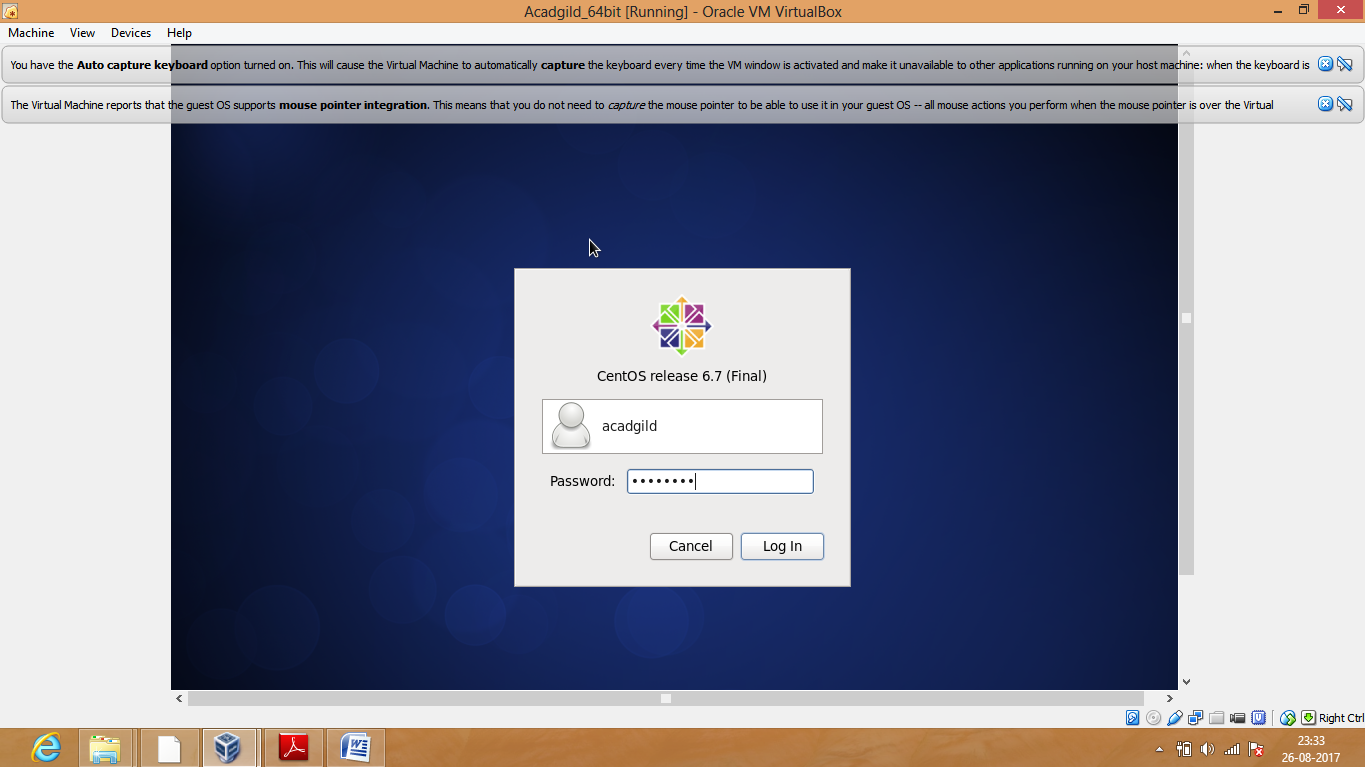 Acadgild_64bit [Running] - Oracle VM VirtualBox
Machine View Devices Help
You have the Auto capture keyboard option turned on. This will cause the Virtual Machine to automatically capture the keyboard every time the VM window is activated and make it unavailable to other applications running on your host machine: when the keyboard is
The Virtual Machine reports that the guest OS supports mouse pointer integration. This means that you do not need to capture the mouse pointer to be able to use it in your guest OS -- all mouse actions you perform when the mouse pointer is over the Virtual
CentOS release 6.7 (Final)
acadgild
Password: ••••••••
Cancel Log In
Right Ctrl
23:33
26-08-2017